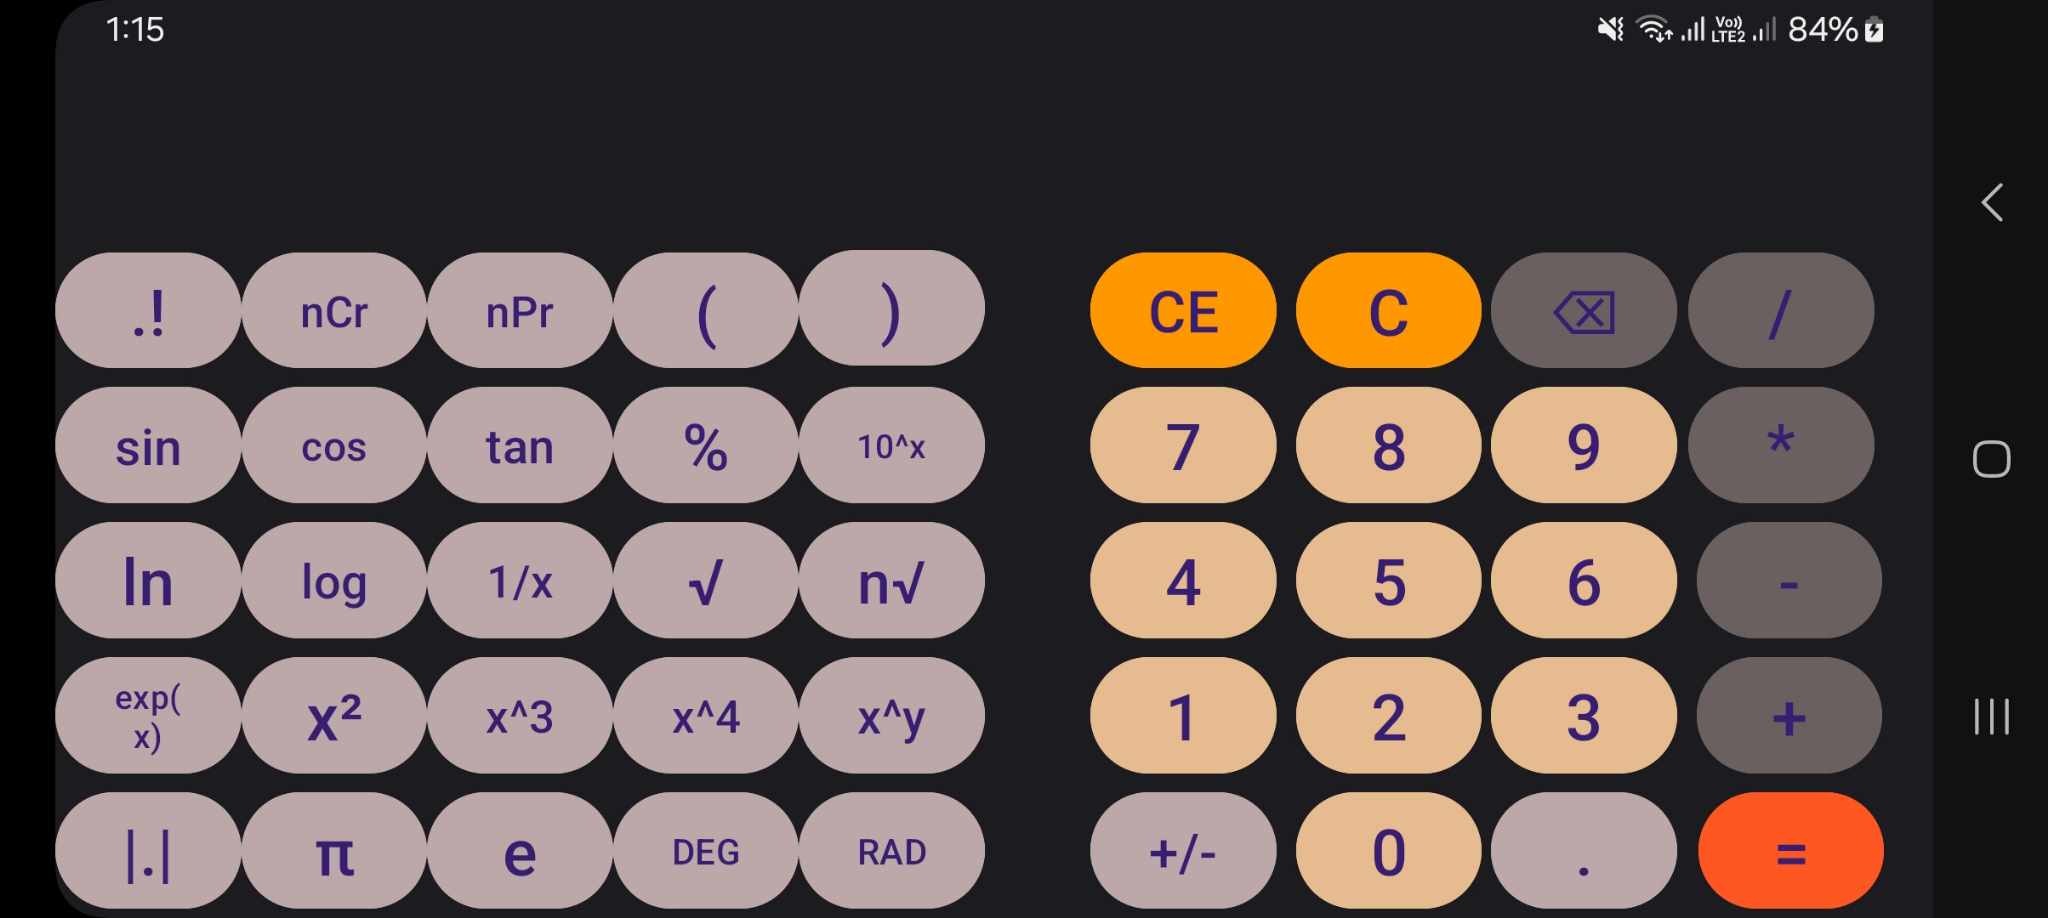 1:15
Vo)) LTE2 84%
.! nCr nPr ( ) CE C /
sin cos tan % 10^x 7 8 9 *
ln log 1/x √ n√ 4 5 6 -
exp(
x) x² x^3 x^4 x^y 1 2 3 +
|.| π e DEG RAD +/- 0 . =